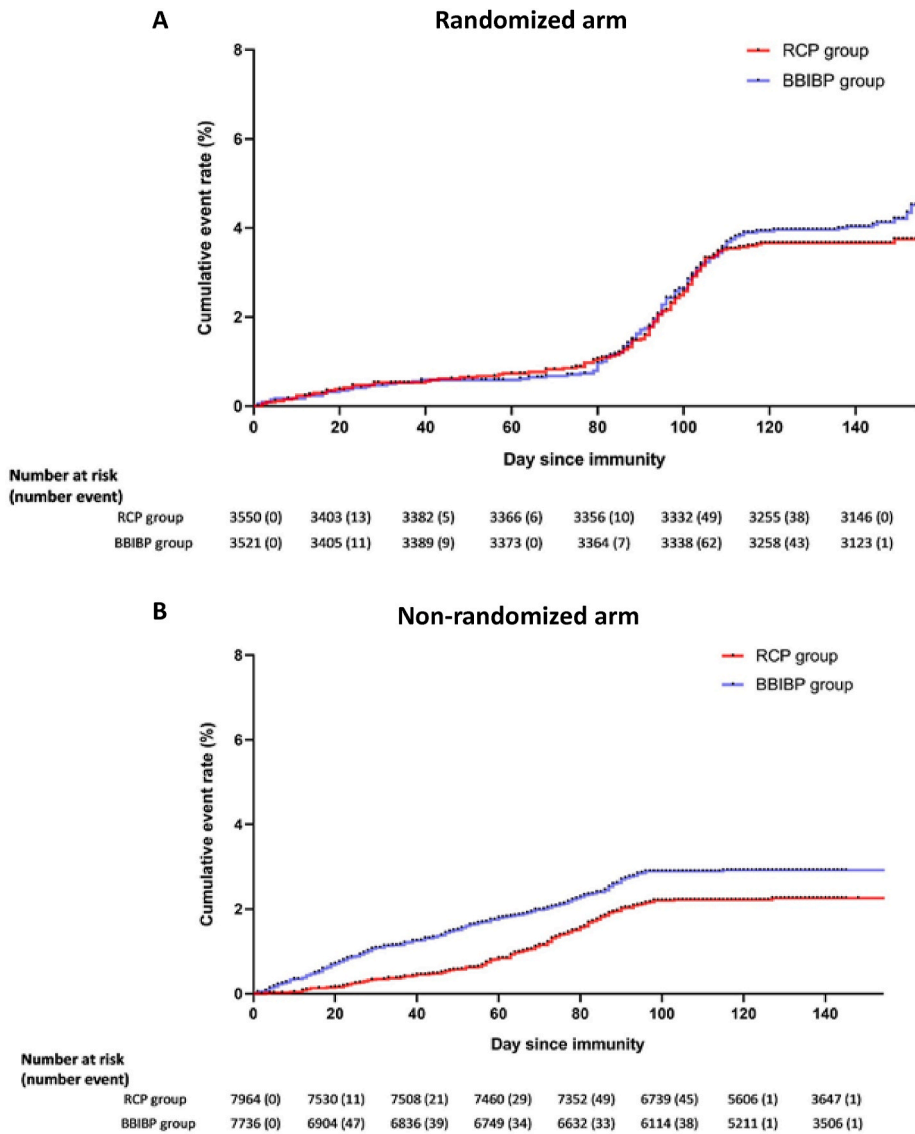 A
Randomized arm
RCP group
BBIBP group
8
6
4
2
0
Cumulative event rate (%)
0 20 40 60 80 100 120 140
Day since immunity
Number at risk
(number event)
RCP group 3550 (0) 3403 (13) 3382 (5) 3366 (6) 3356 (10) 3332 (49) 3255 (38) 3146 (0)
BBIBP group 3521 (0) 3405 (11) 3389 (9) 3373 (0) 3364 (7) 3338 (62) 3258 (43) 3123 (1)
B
Non-randomized arm
RCP group
BBIBP group
8
6
4
2
0
Cumulative event rate (%)
0 20 40 60 80 100 120 140
Day since immunity
Number at risk
(number event)
RCP group 7964 (0) 7530 (11) 7508 (21) 7460 (29) 7352 (49) 6739 (45) 5606 (1) 3647 (1)
BBIBP group 7736 (0) 6904 (47) 6836 (39) 6749 (34) 6632 (33) 6114 (38) 5211 (1) 3506 (1)